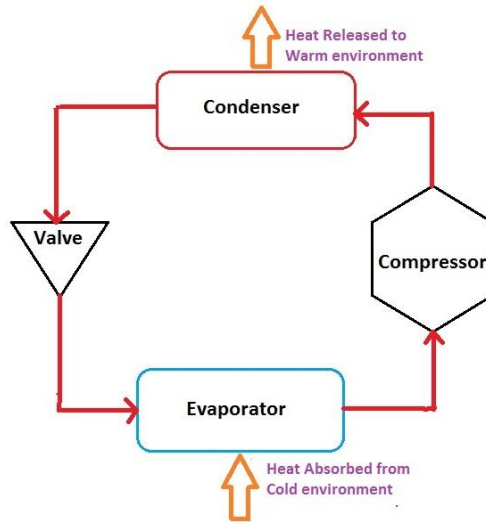 Heat Released to
Warm environment
Condenser
Valve
Compressor
Evaporator
Heat Absorbed from
Cold environment